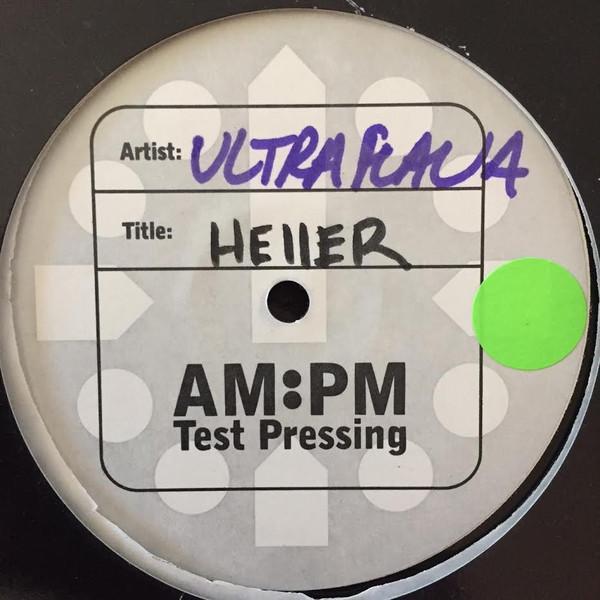 Artist: ULTRA FLAVA
Title: HEllER
AM:PM
Test Pressing